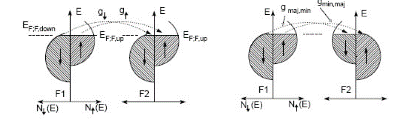 g↓ g↑
g maj,min
g min,maj
E
E
E
E
E F;F,down
E F:F,up
E F:F,up
F1
F2
F1
F2
N↓(E)
N↑(E)
N↓(E)
N↑(E)